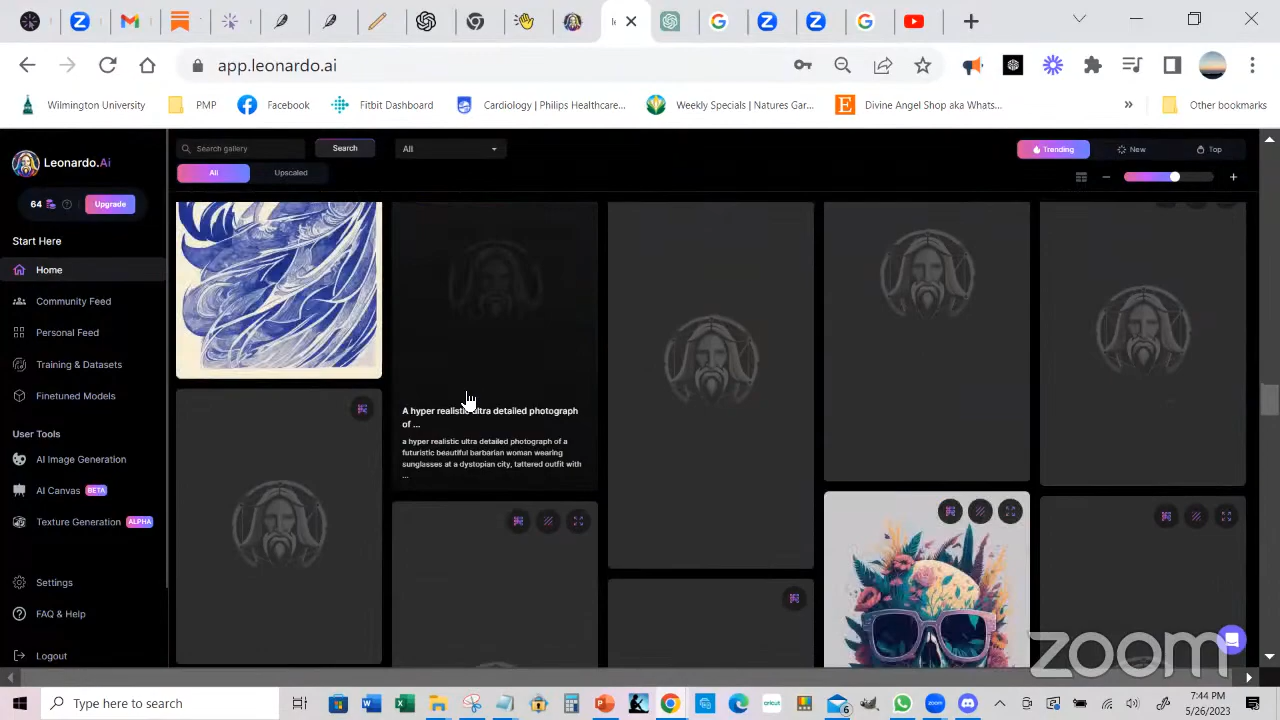 app.leonardo.ai
Wilmington University
PMP
Facebook
Fitbit Dashboard
Cardiology | Philips Healthcare...
Weekly Specials | Natures Gar...
Divine Angel Shop aka Whats...
»
Other bookmarks
Leonardo.Ai
Search gallery
Search
All
Trending
New
Top
All
Upscaled
64
Upgrade
Start Here
Home
Community Feed
Personal Feed
Training & Datasets
Finetuned Models
User Tools
AI Image Generation
AI Canvas BETA
Texture Generation ALPHA
Settings
FAQ & Help
Logout
A hyper realistic ultra detailed photograph
of ...
a hyper realistic ultra detailed photograph of a
futuristic beautiful barbarian woman wearing
sunglasses at a dystopian city, tattered outfit with
...
zoom
Type here to search
7:44 PM
5/26/2023